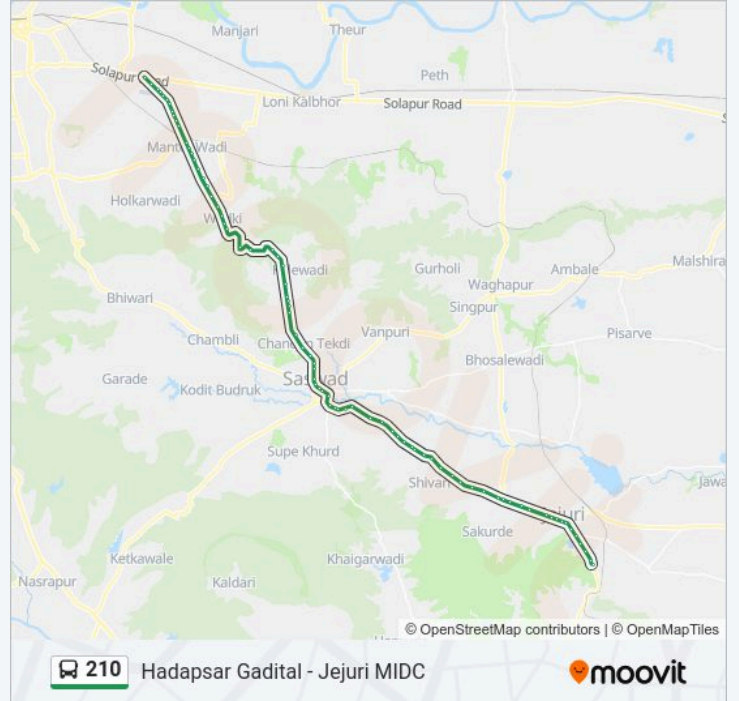 Manjari
Theur
Solapur Road
Peth
Loni Kalbhor
Solapur Road
Holkarwadi
Gurholi
Ambale
Malshira
Waghapur
Bhiwari
Singpur
Chambli
Vanpuri
Pisarve
Bhosalewadi
Saswad
Garade
Kodit Budruk
Supe Khurd
Jawa
Sakurde
Ketkawale
Khaigarwadi
Nasrapur
Kaldari
© OpenStreetMap contributors | © OpenMapTiles
210 Hadapsar Gadital - Jejuri MIDC
moovit